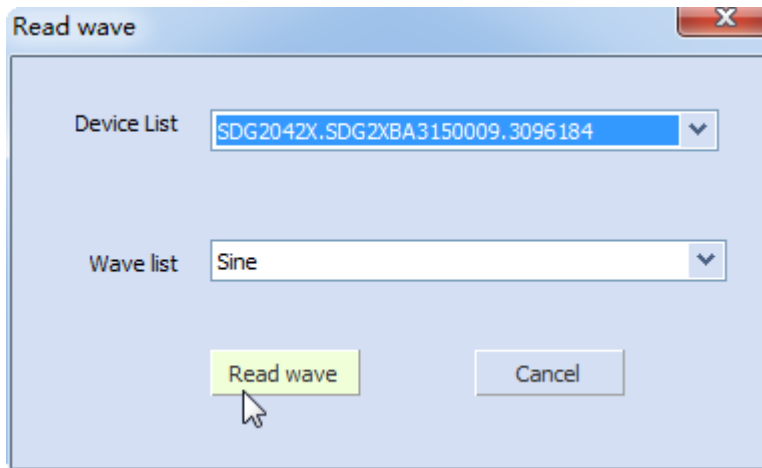 Read wave
Device List
SDG2042X.SDG2XBA3150009.3096184
Wave list
Sine
Read wave
Cancel